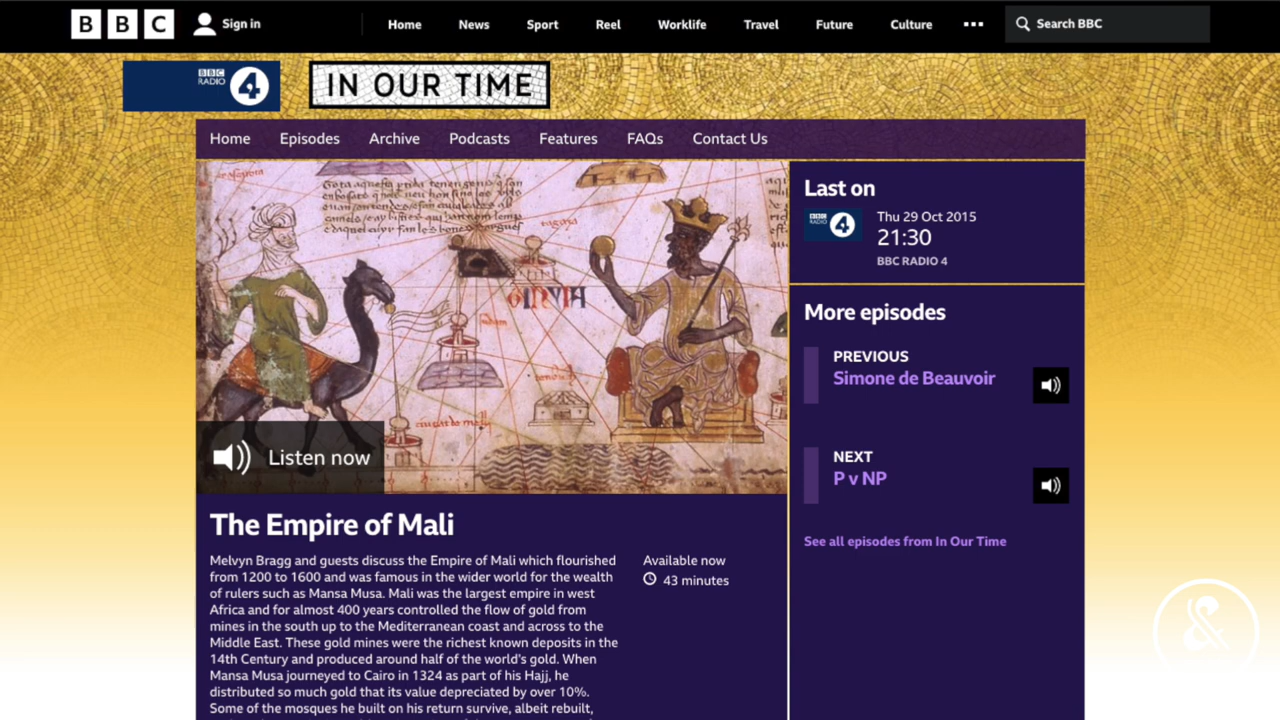 BBC
Sign in
Home
News
Sport
Reel
Worklife
Travel
Future
Culture
Search BBC
BBC
RADIO
4
IN OUR TIME
Home
Episodes
Archive
Podcasts
Features
FAQs
Contact Us
Listen now
The Empire of Mali
Melvyn Bragg and guests discuss the Empire of Mali which flourished
from 1200 to 1600 and was famous in the wider world for the wealth
of rulers such as Mansa Musa. Mali was the largest empire in west
Africa and for almost 400 years controlled the flow of gold from
mines in the south up to the Mediterranean coast and across to the
Middle East. These gold mines were the richest known deposits in the
14th Century and produced around half of the world's gold. When
Mansa Musa journeyed to Cairo in 1324 as part of his Hajj, he
distributed so much gold that its value depreciated by over 10%.
Some of the mosques he built on his return survive, albeit rebuilt,
Available now
43 minutes
Last on
BBC
RADIO
4
Thu 29 Oct 2015
21:30
BBC RADIO 4
More episodes
PREVIOUS
Simone de Beauvoir
NEXT
P v NP
See all episodes from In Our Time
&